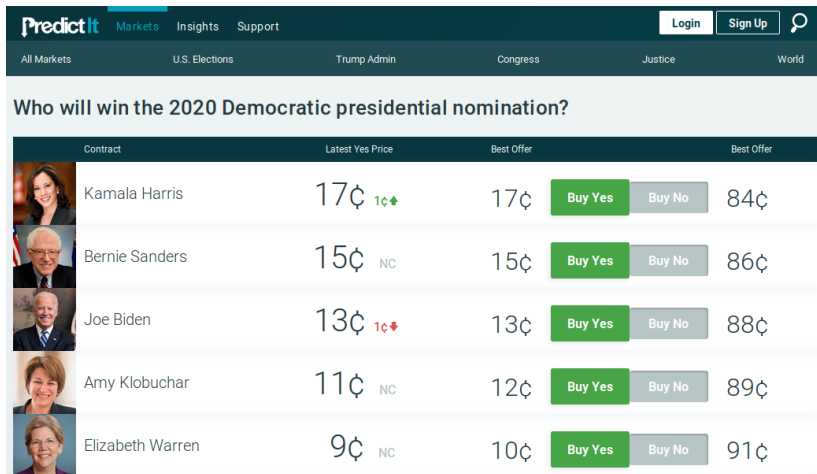 PredictIt Markets Insights Support Login Sign Up
All Markets U.S. Elections Trump Admin Congress Justice World
Who will win the 2020 Democratic presidential nomination?
Contract Latest Yes Price Best Offer Best Offer
Kamala Harris 17¢ 1¢ 17¢ Buy Yes Buy No 84¢
Bernie Sanders 15¢ NC 15¢ Buy Yes Buy No 86¢
Joe Biden 13¢ 1¢ 13¢ Buy Yes Buy No 88¢
Amy Klobuchar 11¢ NC 12¢ Buy Yes Buy No 89¢
Elizabeth Warren 9¢ NC 10¢ Buy Yes Buy No 91¢